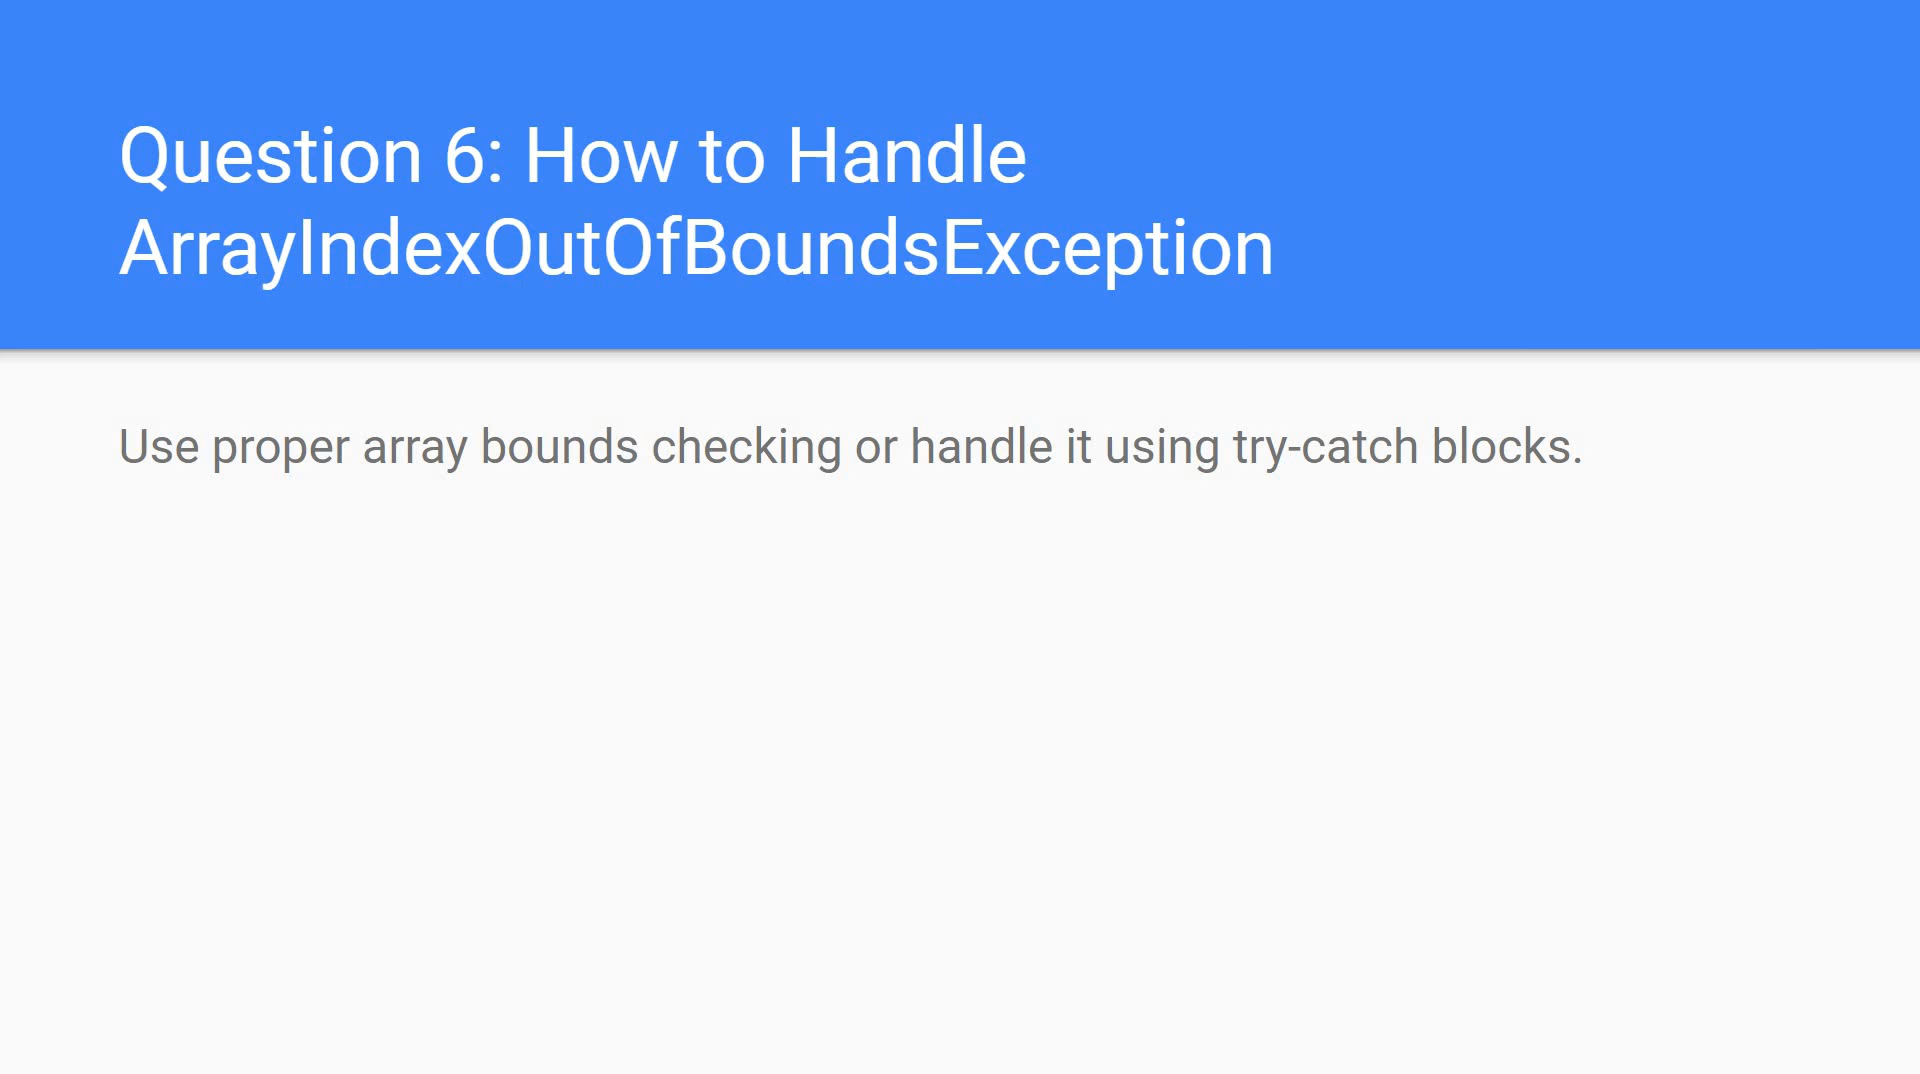 Question 6: How to Handle
ArrayIndexOutOfBoundsException
Use proper array bounds checking or handle it using try-catch blocks.